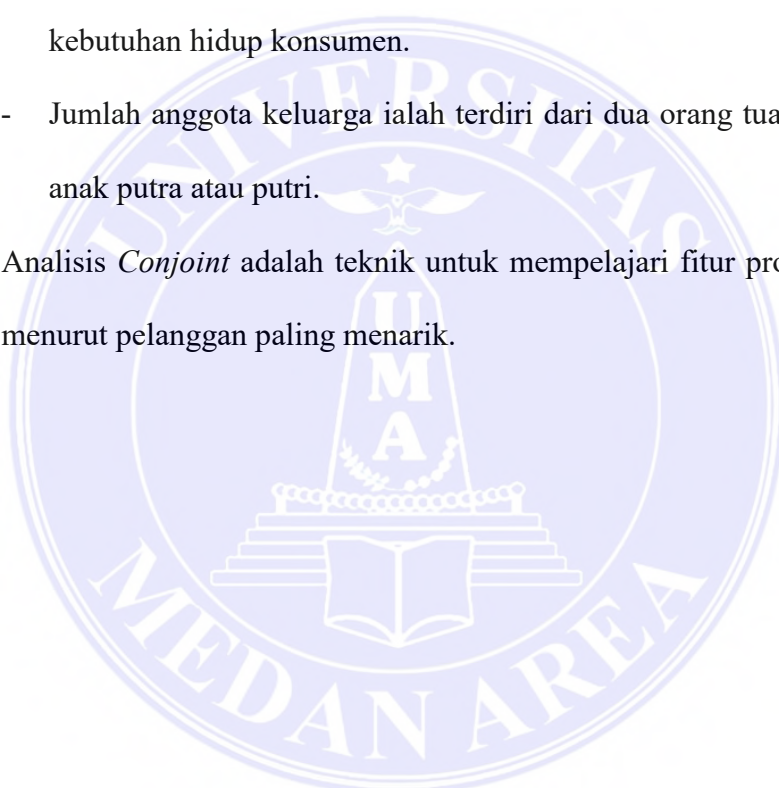 kebutuhan hidup konsumen.
- Jumlah anggota keluarga ialah terdiri dari dua orang tua
anak putra atau putri.
Analisis Conjoint adalah teknik untuk mempelajari fitur pro
menurut pelanggan paling menarik.
UNIVERSITAS
UMA
MEDAN AREA